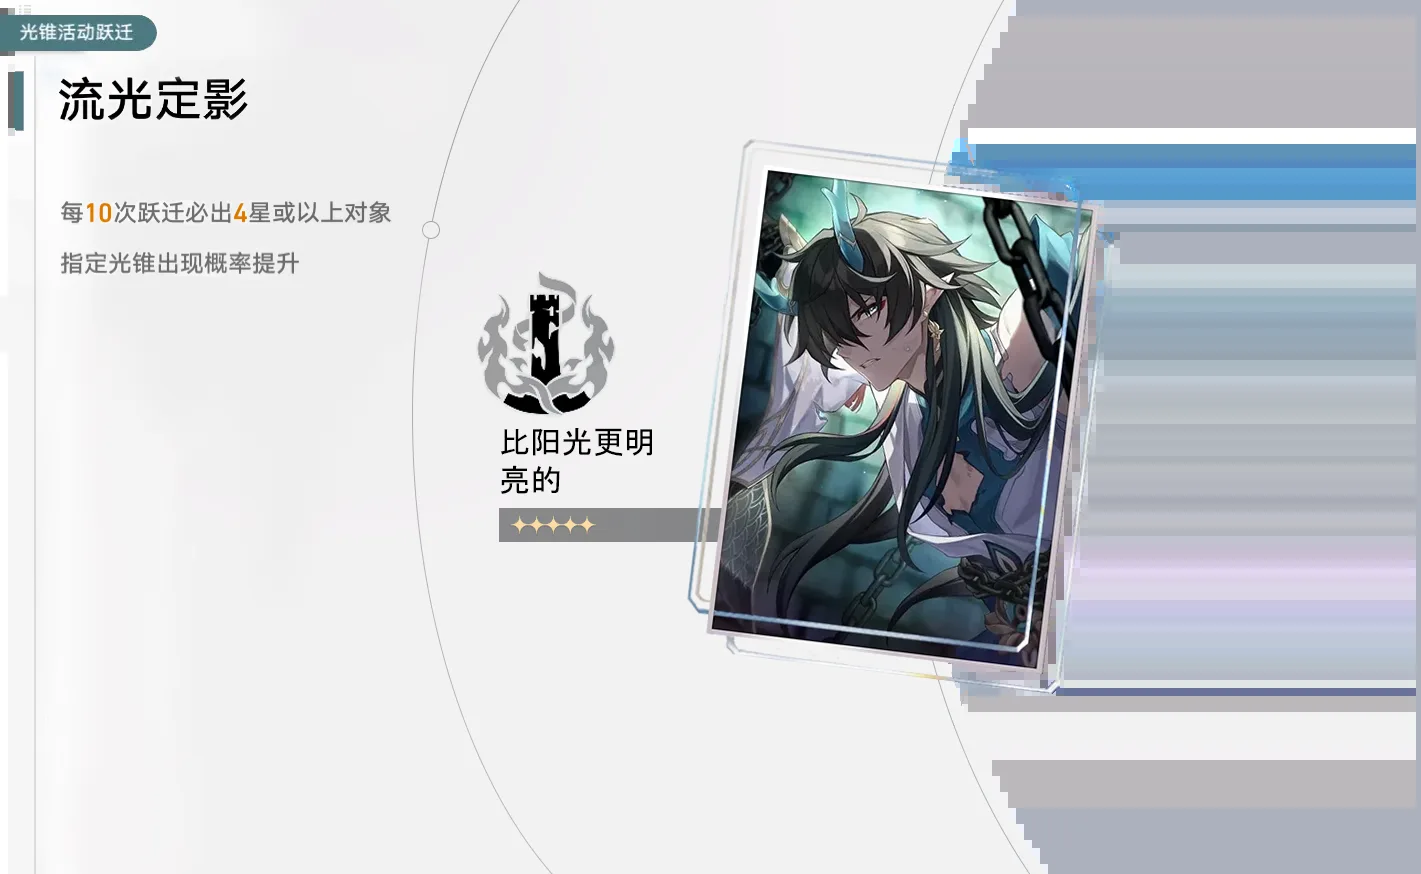 光锥活动跃迁
流光定影
每10次跃迁必出4星或以上对象
指定光锥出现概率提升
比阳光更明
亮的